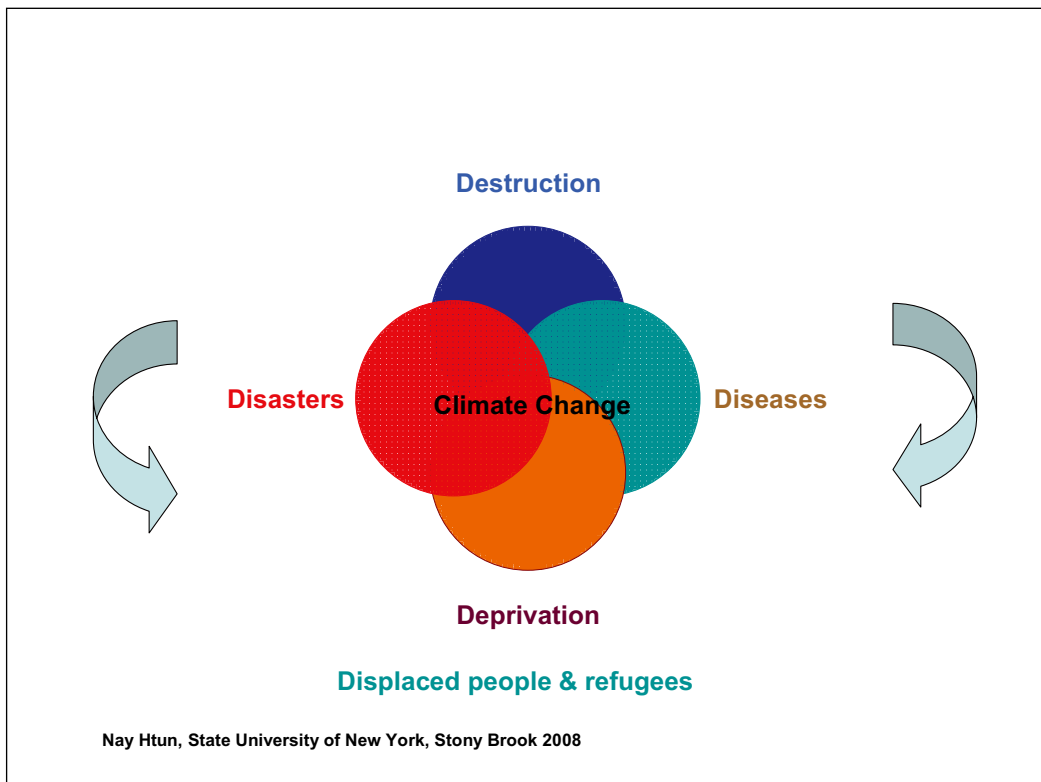 Destruction
Disasters
Climate Change
Diseases
Deprivation
Displaced people & refugees
Nay Htun, State University of New York, Stony Brook 2008